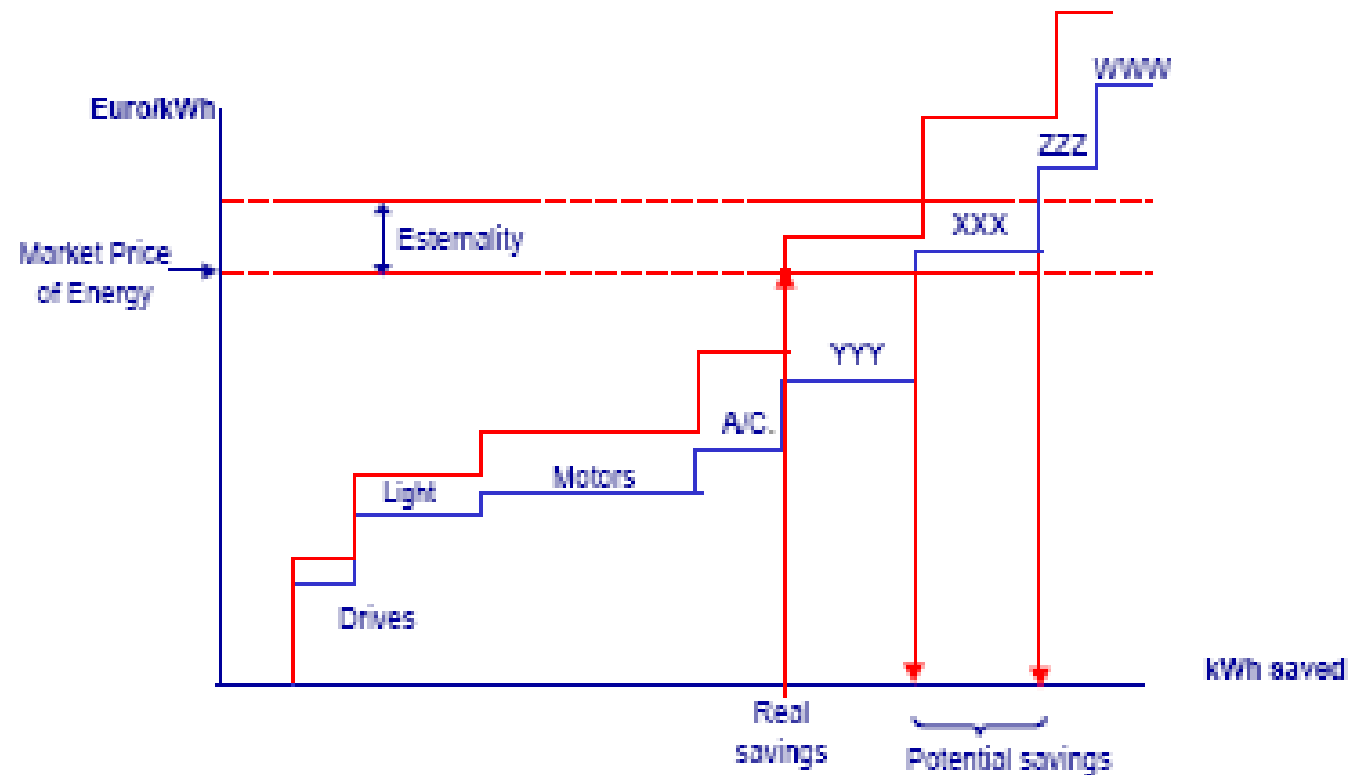 WWW
Euro/kWh
ZZZ
XXX
Esternality
Market Price
of Energy
YYY
A/C.
Motors
Light
Drives
kWh saved
Real
savings
Potential savings